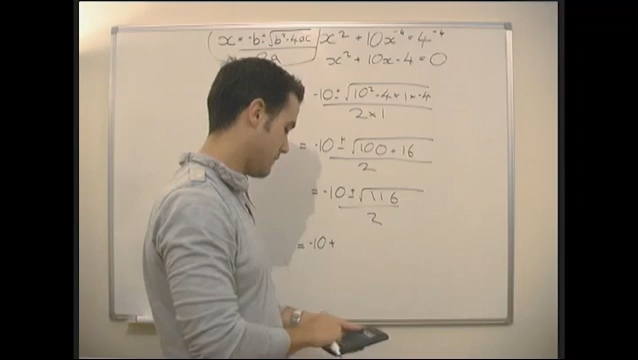 x = -b ± √b² - 4ac
2a
x² + 10x⁻⁴ = 4⁻⁴
x² + 10x - 4 = 0
-10 ± √10² - 4 x 1 x -4
2 x 1
= -10 ± √100 + 16
2
= -10 ± √116
2
= -10 +